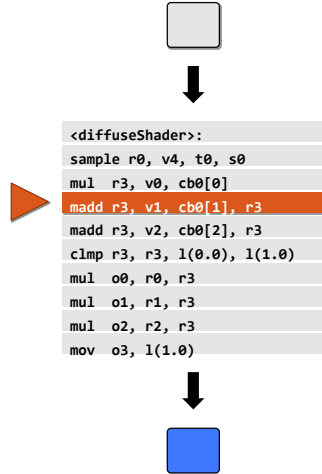 <diffuseShader>:
sample r0, v4, t0, s0
mul  r3, v0, cb0[0]
madd r3, v1, cb0[1], r3
madd r3, v2, cb0[2], r3
clmp r3, r3, l(0.0), l(1.0)
mul  o0, r0, r3
mul  o1, r1, r3
mul  o2, r2, r3
mov  o3, l(1.0)